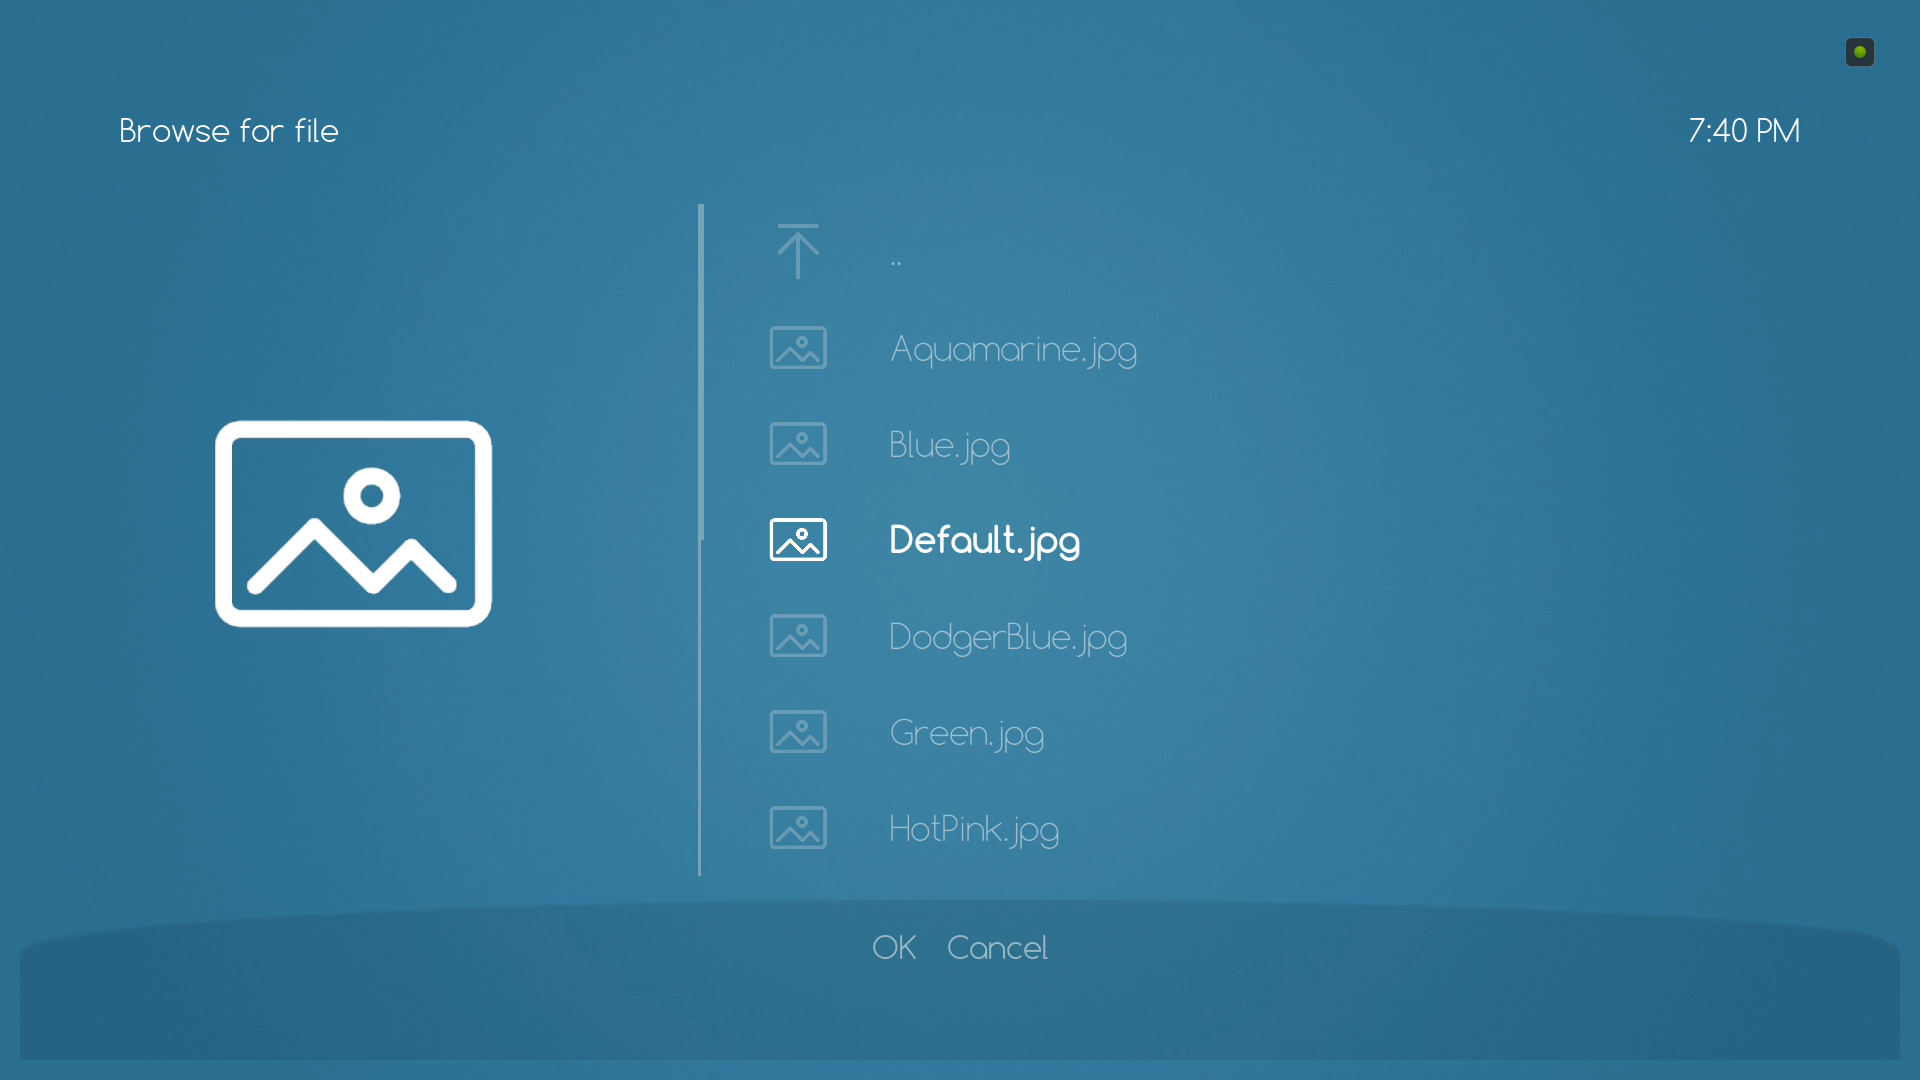 Browse for file
7:40 PM
..
Aquamarine.jpg
Blue.jpg
Default.jpg
DodgerBlue.jpg
Green.jpg
HotPink.jpg
OK Cancel